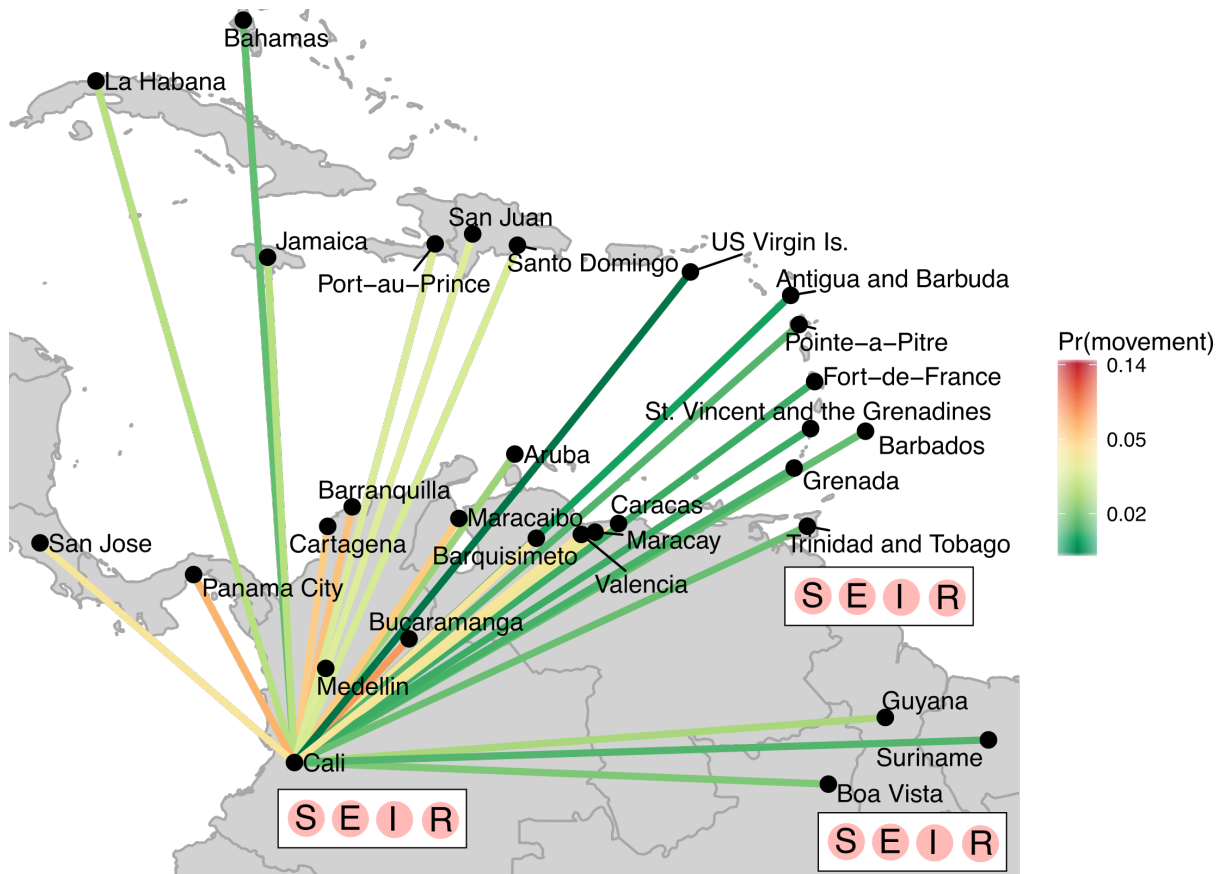 Bahamas
La Habana
San Juan
Jamaica
US Virgin Is.
Santo Domingo
Port−au−Prince
Antigua and Barbuda
Pointe−a−Pitre
Pr(movement)
0.14
0.05
0.02
Fort−de−France
St. Vincent and the Grenadines
Barbados
Aruba
Grenada
Barranquilla
Caracas
Maracaibo
Cartagena
Maracay
San Jose
Barquisimeto
Trinidad and Tobago
Valencia
Panama City
S E I R
Bucaramanga
Medellin
Guyana
Suriname
Cali
Boa Vista
S E I R
S E I R